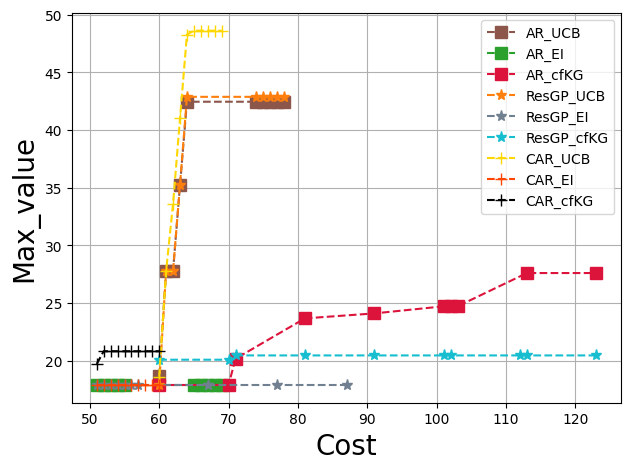 50
45
40
35
30
25
20
Max_value
50
60
70
80
90
100
110
120
Cost
AR_UCB
AR_EI
AR_cfKG
ResGP_UCB
ResGP_EI
ResGP_cfKG
CAR_UCB
CAR_EI
CAR_cfKG